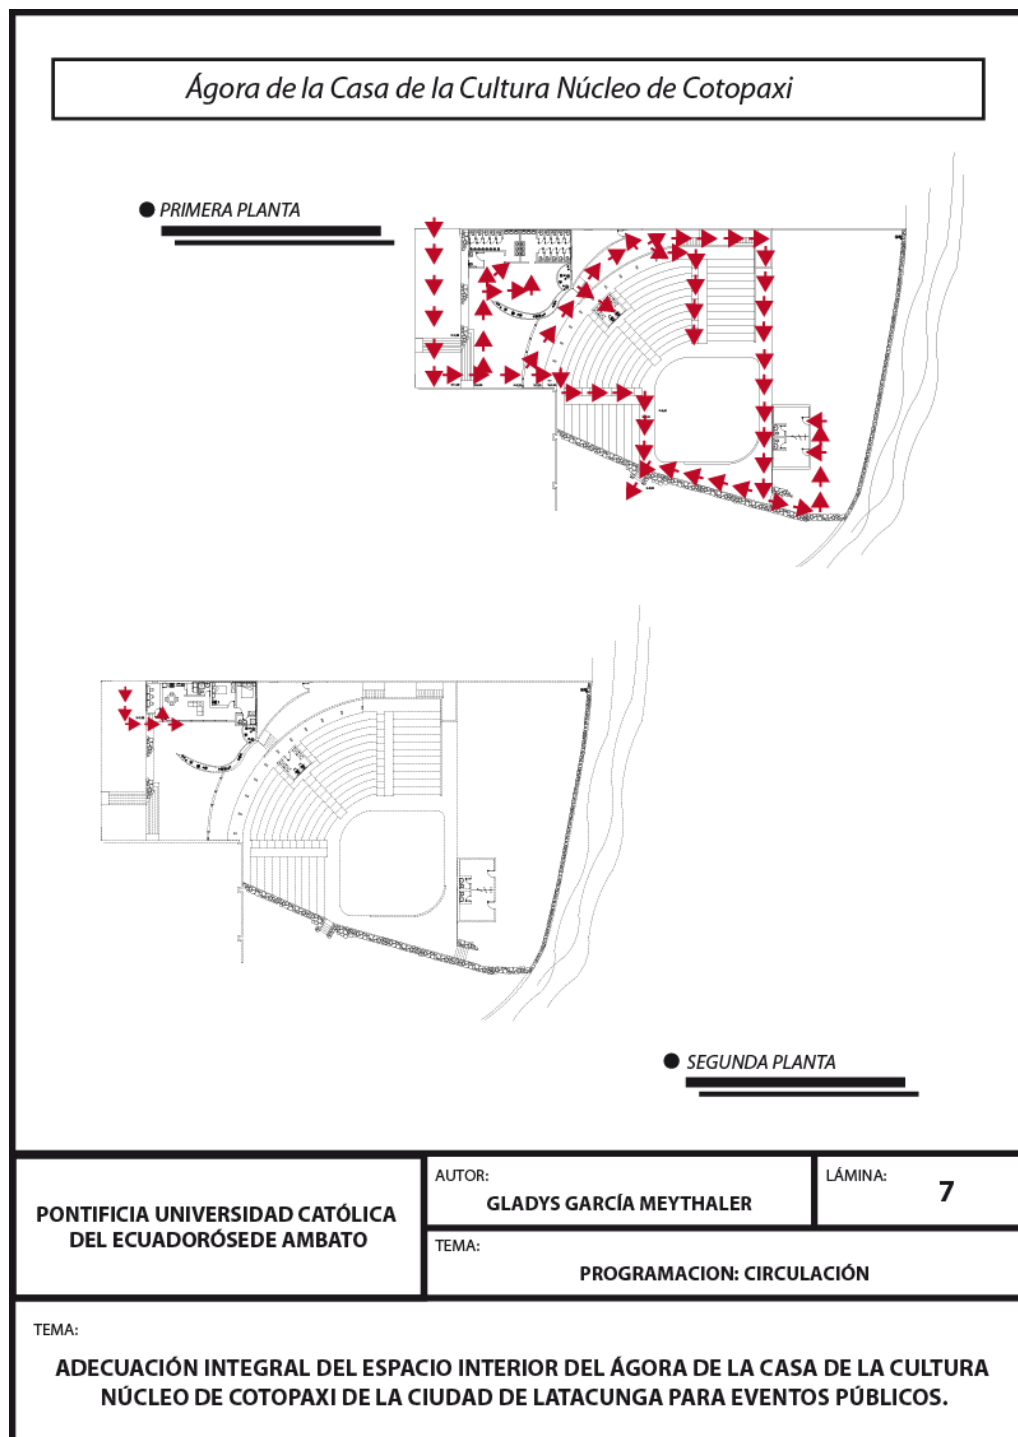 Ágora de la Casa de la Cultura Núcleo de Cotopaxi
PRIMERA PLANTA
SEGUNDA PLANTA
PONTIFICIA UNIVERSIDAD CATÓLICA
DEL ECUADORÓSEDE AMBATO
AUTOR:
GLADYS GARCÍA MEYTHALER
LÁMINA:
7
TEMA:
PROGRAMACION: CIRCULACIÓN
TEMA:
ADECUACIÓN INTEGRAL DEL ESPACIO INTERIOR DEL ÁGORA DE LA CASA DE LA CULTURA
NÚCLEO DE COTOPAXI DE LA CIUDAD DE LATACUNGA PARA EVENTOS PÚBLICOS.